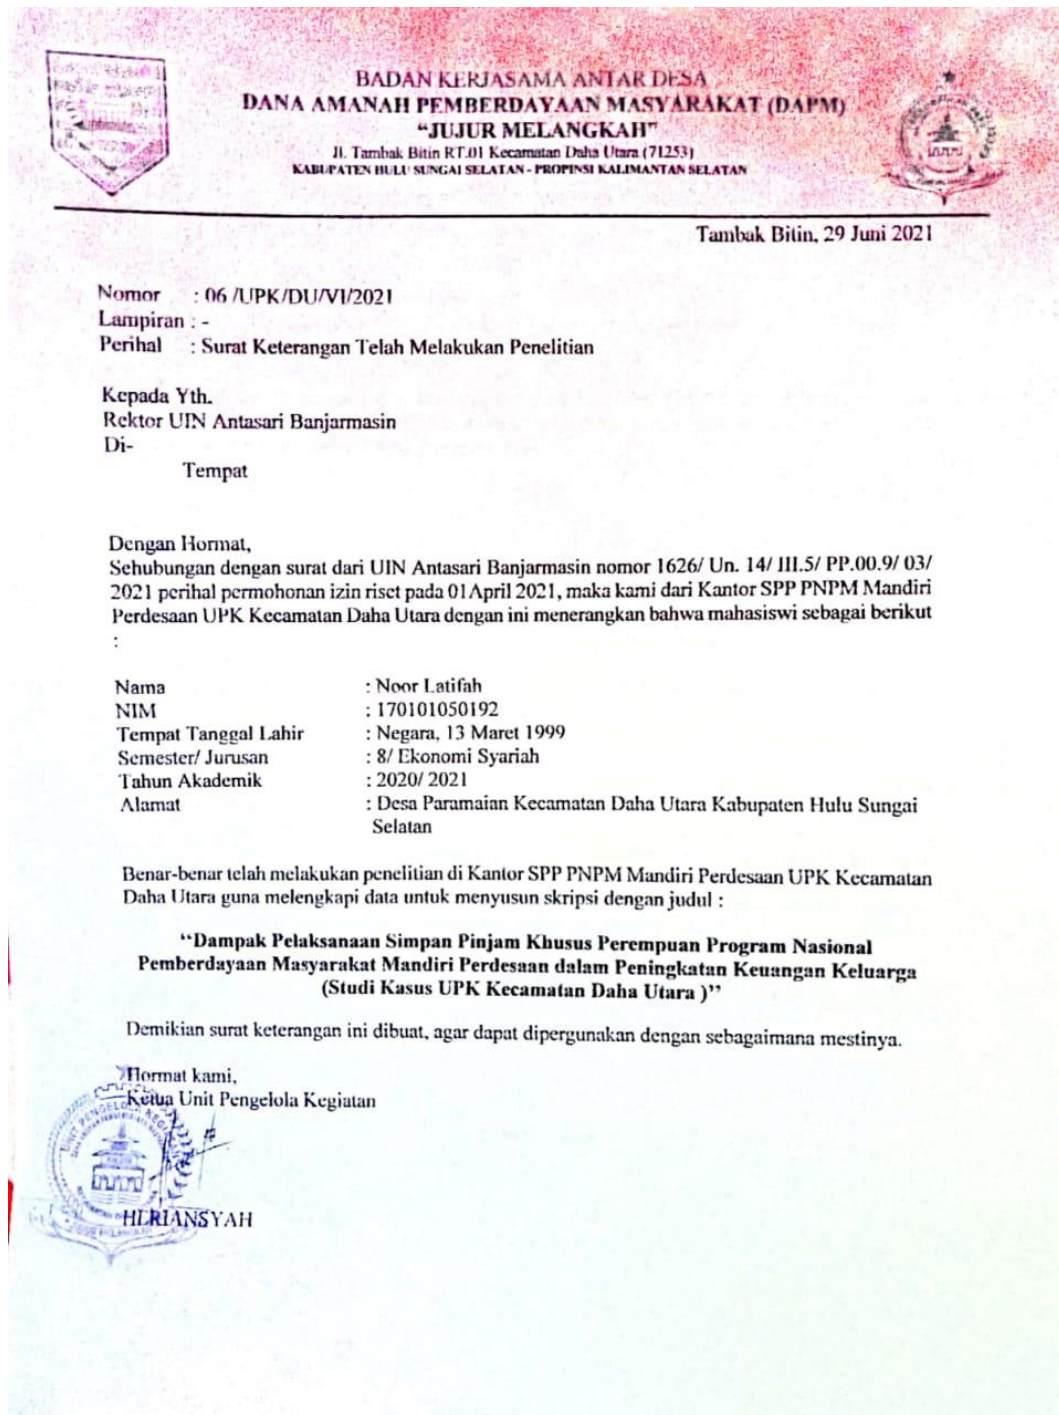 BADAN KERJASAMA ANTAR DESA
DANA AMANAH PEMBERDAYAAN MASYARAKAT (DAPM)
“JUJUR MELANGKAH”
Jl. Tambak Bitin RT.01 Kecamatan Daha Utara (71253)
KABUPATEN HULU SUNGAI SELATAN - PROPINSI KALIMANTAN SELATAN
Tambak Bitin, 29 Juni 2021
Nomor : 06 /UPK/DU/VI/2021
Lampiran : -
Perihal : Surat Keterangan Telah Melakukan Penelitian
Kepada Yth.
Rektor UIN Antasari Banjarmasin
Di-
Tempat
Dengan Hormat,
Sehubungan dengan surat dari UIN Antasari Banjarmasin nomor 1626/ Un. 14/ III.5/ PP.00.9/ 03/
2021 perihal permohonan izin riset pada 01 April 2021, maka kami dari Kantor SPP PNPM Mandiri
Perdesaan UPK Kecamatan Daha Utara dengan ini menerangkan bahwa mahasiswi sebagai berikut
:
Nama : Noor Latifah
NIM : 170101050192
Tempat Tanggal Lahir : Negara, 13 Maret 1999
Semester/ Jurusan : 8/ Ekonomi Syariah
Tahun Akademik : 2020/ 2021
Alamat : Desa Paramaian Kecamatan Daha Utara Kabupaten Hulu Sungai
Selatan
Benar-benar telah melakukan penelitian di Kantor SPP PNPM Mandiri Perdesaan UPK Kecamatan
Daha Utara guna melengkapi data untuk menyusun skripsi dengan judul :
“Dampak Pelaksanaan Simpan Pinjam Khusus Perempuan Program Nasional
Pemberdayaan Masyarakat Mandiri Perdesaan dalam Peningkatan Keuangan Keluarga
(Studi Kasus UPK Kecamatan Daha Utara )”
Demikian surat keterangan ini dibuat, agar dapat dipergunakan dengan sebagaimana mestinya.
Hormat kami,
Ketua Unit Pengelola Kegiatan
UNIT PENGELOLA KEGIATAN
HERIANSYAH